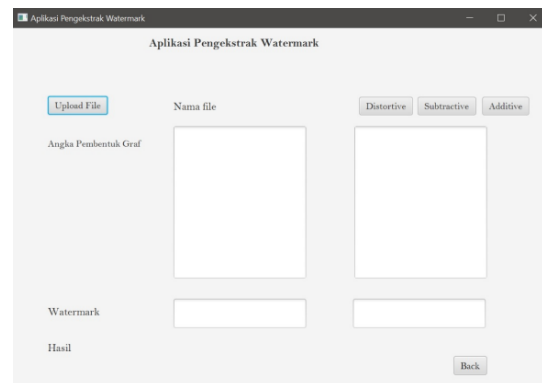 Aplikasi Pengekstrak Watermark
Aplikasi Pengekstrak Watermark
Upload File Nama file Distortive Subtractive Additive
Angka Pembentuk Graf
Watermark
Hasil
Back